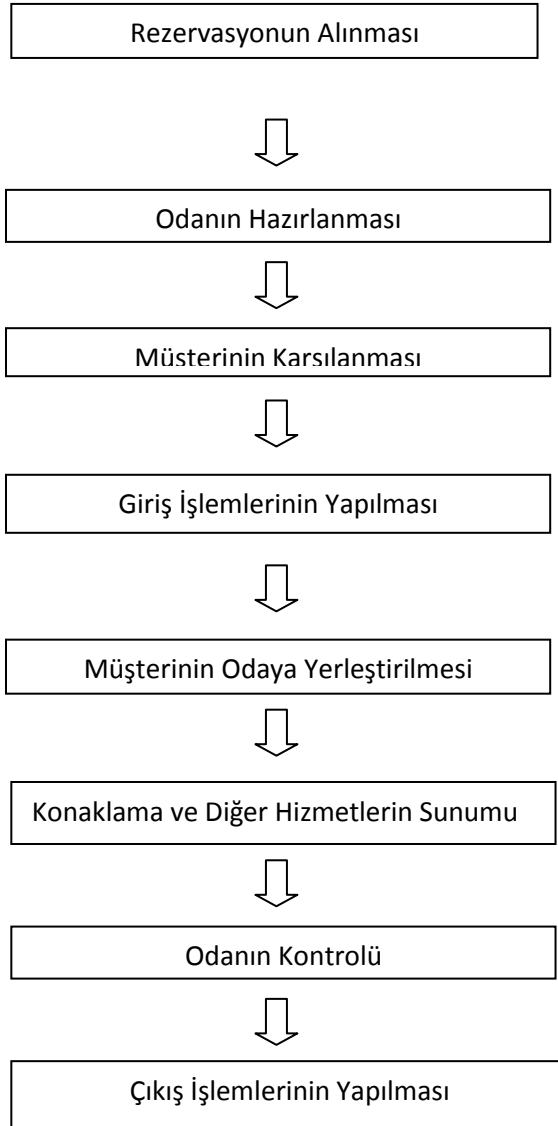 Rezervasyonun Alınması
Odanın Hazırlanması
Müşterinin Karşılanması
Giriş İşlemlerinin Yapılması
Müşterinin Odaya Yerleştirilmesi
Konaklama ve Diğer Hizmetlerin Sunumu
Odanın Kontrolü
Çıkış İşlemlerinin Yapılması